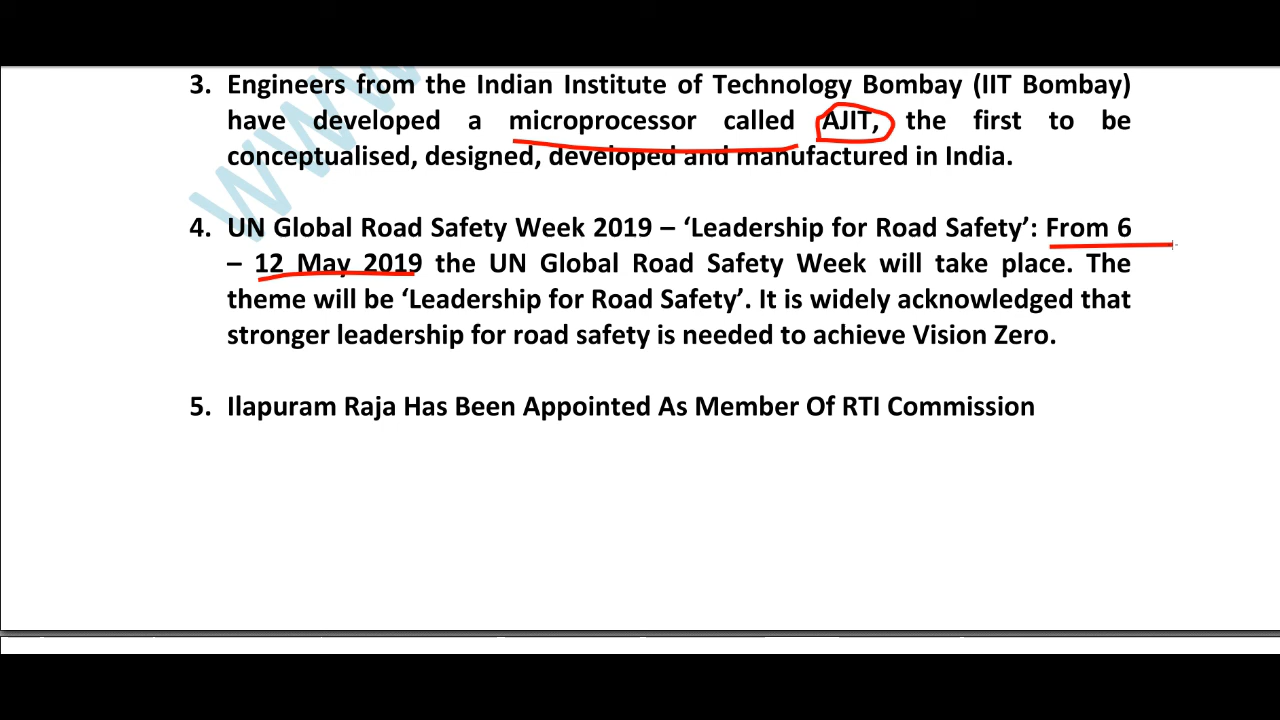 3. Engineers from the Indian Institute of Technology Bombay (IIT Bombay)
have developed a microprocessor called AJIT, the first to be
conceptualised, designed, developed and manufactured in India.
4. UN Global Road Safety Week 2019 – ‘Leadership for Road Safety’: From 6
– 12 May 2019 the UN Global Road Safety Week will take place. The
theme will be ‘Leadership for Road Safety’. It is widely acknowledged that
stronger leadership for road safety is needed to achieve Vision Zero.
5. Ilapuram Raja Has Been Appointed As Member Of RTI Commission
www